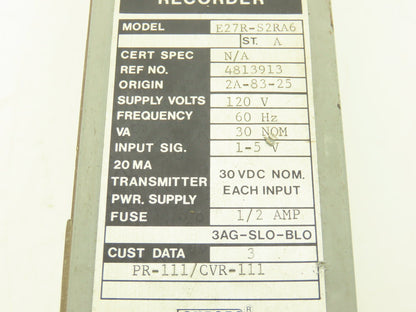 RECORDER
MODEL E27R-S2RA6
ST. A
CERT SPEC N/A
REF NO. 4813913
ORIGIN 2A-83-25
SUPPLY VOLTS 120 V
FREQUENCY 60 Hz
VA 30 NOM
INPUT SIG. 1-5 V
20 MA
TRANSMITTER 30 VDC NOM.
PWR. SUPPLY EACH INPUT
FUSE 1/2 AMP
3AG-SLO-BLO
CUST DATA 3
PR-111/CVR-111